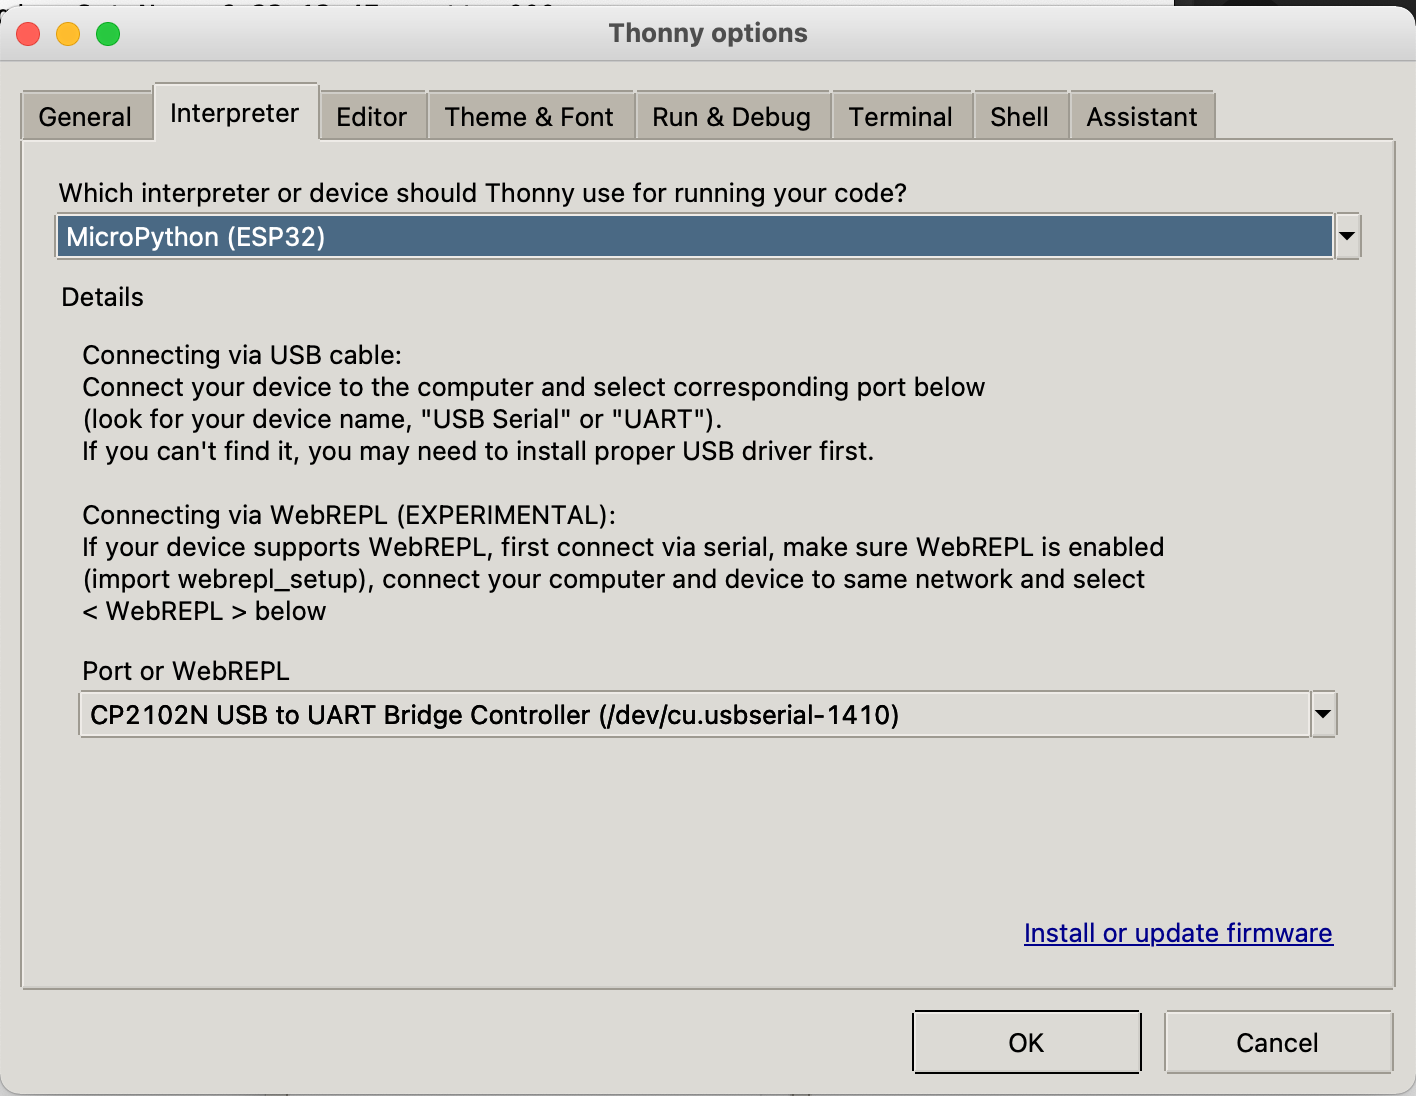 Thonny options
General
Interpreter
Editor
Theme & Font
Run & Debug
Terminal
Shell
Assistant
Which interpreter or device should Thonny use for running your code?
MicroPython (ESP32)
Details
Connecting via USB cable:
Connect your device to the computer and select corresponding port below
(look for your device name, "USB Serial" or "UART").
If you can't find it, you may need to install proper USB driver first.
Connecting via WebREPL (EXPERIMENTAL):
If your device supports WebREPL, first connect via serial, make sure WebREPL is enabled
(import webrepl_setup), connect your computer and device to same network and select
< WebREPL > below
Port or WebREPL
CP2102N USB to UART Bridge Controller (/dev/cu.usbserial-1410)
Install or update firmware
OK
Cancel